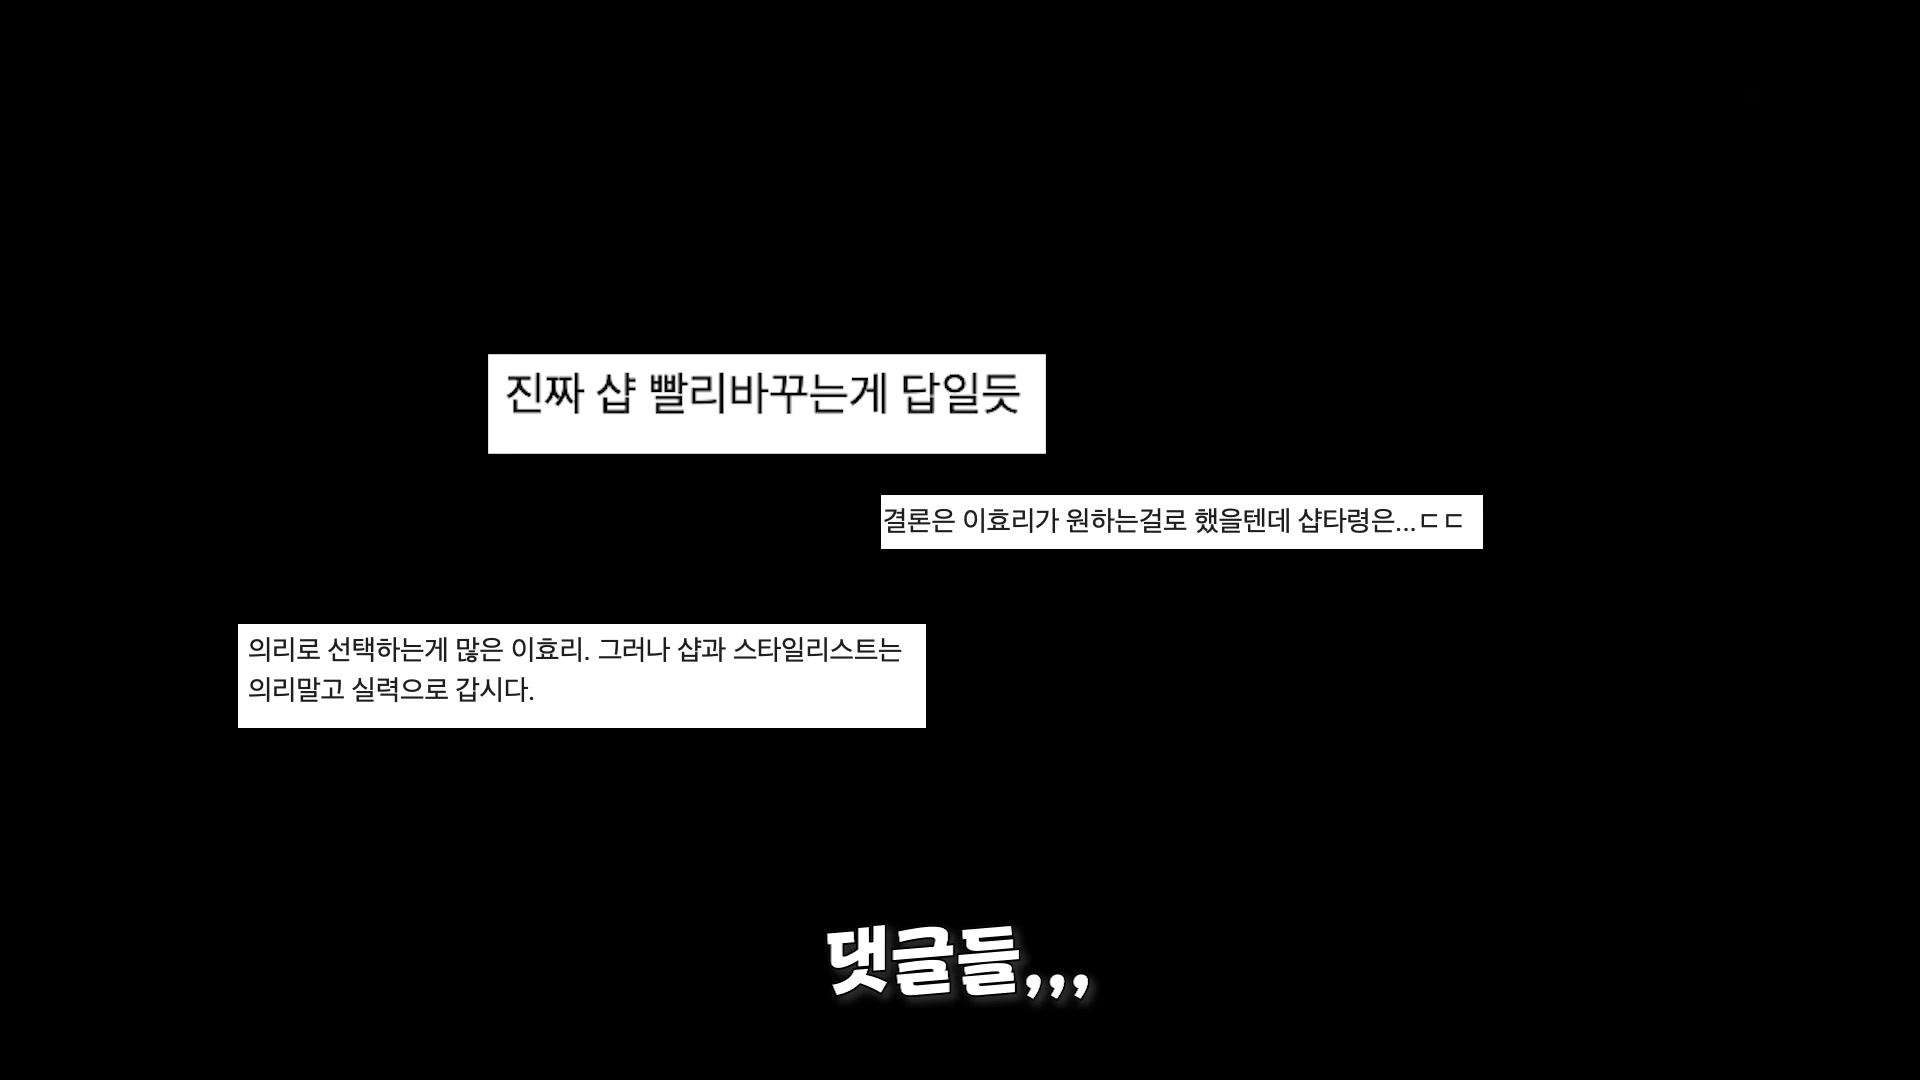 진짜 샵 빨리바꾸는게 답일듯
결론은 이효리가 원하는걸로 했을텐데 샵타령은...ㄷㄷ
의리로 선택하는게 많은 이효리. 그러나 샵과 스타일리스트는
의리말고 실력으로 갑시다.
댓글들,,,